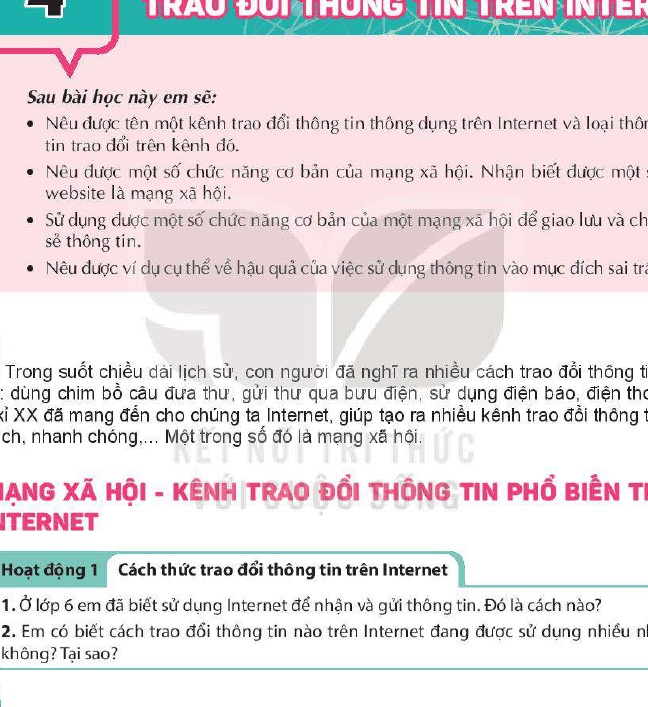 4
TRAO ĐỔI THÔNG TIN TRÊN
Sau bài học này em sẽ:
• Nêu được tên một kênh trao đổi thông tin thông dụng trên Internet và loại
tin trao đổi trên kênh đó.
• Nêu được một số chức năng cơ bản của mạng xã hội. Nhận biết được một
website là mạng xã hội.
• Sử dụng được một số chức năng cơ bản của một mạng xã hội để giao lưu và
sẻ thông tin.
• Nêu được ví dụ cụ thể về hậu quả của việc sử dụng thông tin vào mục đích sai
Trong suốt chiều dài lịch sử, con người đã nghĩ ra nhiều cách trao đổi thông
: dùng chim bồ câu đưa thư, gửi thư qua bưu điện, sử dụng điện báo, điện
XX đã mang đến cho chúng ta Internet, giúp tạo ra nhiều kênh trao đổi thông
ch, nhanh chóng,... Một trong số đó là mạng xã hội.
KẾT NỐI TRI THỨC
VỚI CUỘC SỐNG
XÃ HỘI - KÊNH TRAO ĐỔI THÔNG TIN PHỔ BIẾN
NTERNET
Hoạt động 1 Cách thức trao đổi thông tin trên Internet
1. Ở lớp 6 em đã biết sử dụng Internet để nhận và gửi thông tin. Đó là cách nào?
2. Em có biết cách trao đổi thông tin nào trên Internet đang được sử dụng nhiều
không? Tại sao?